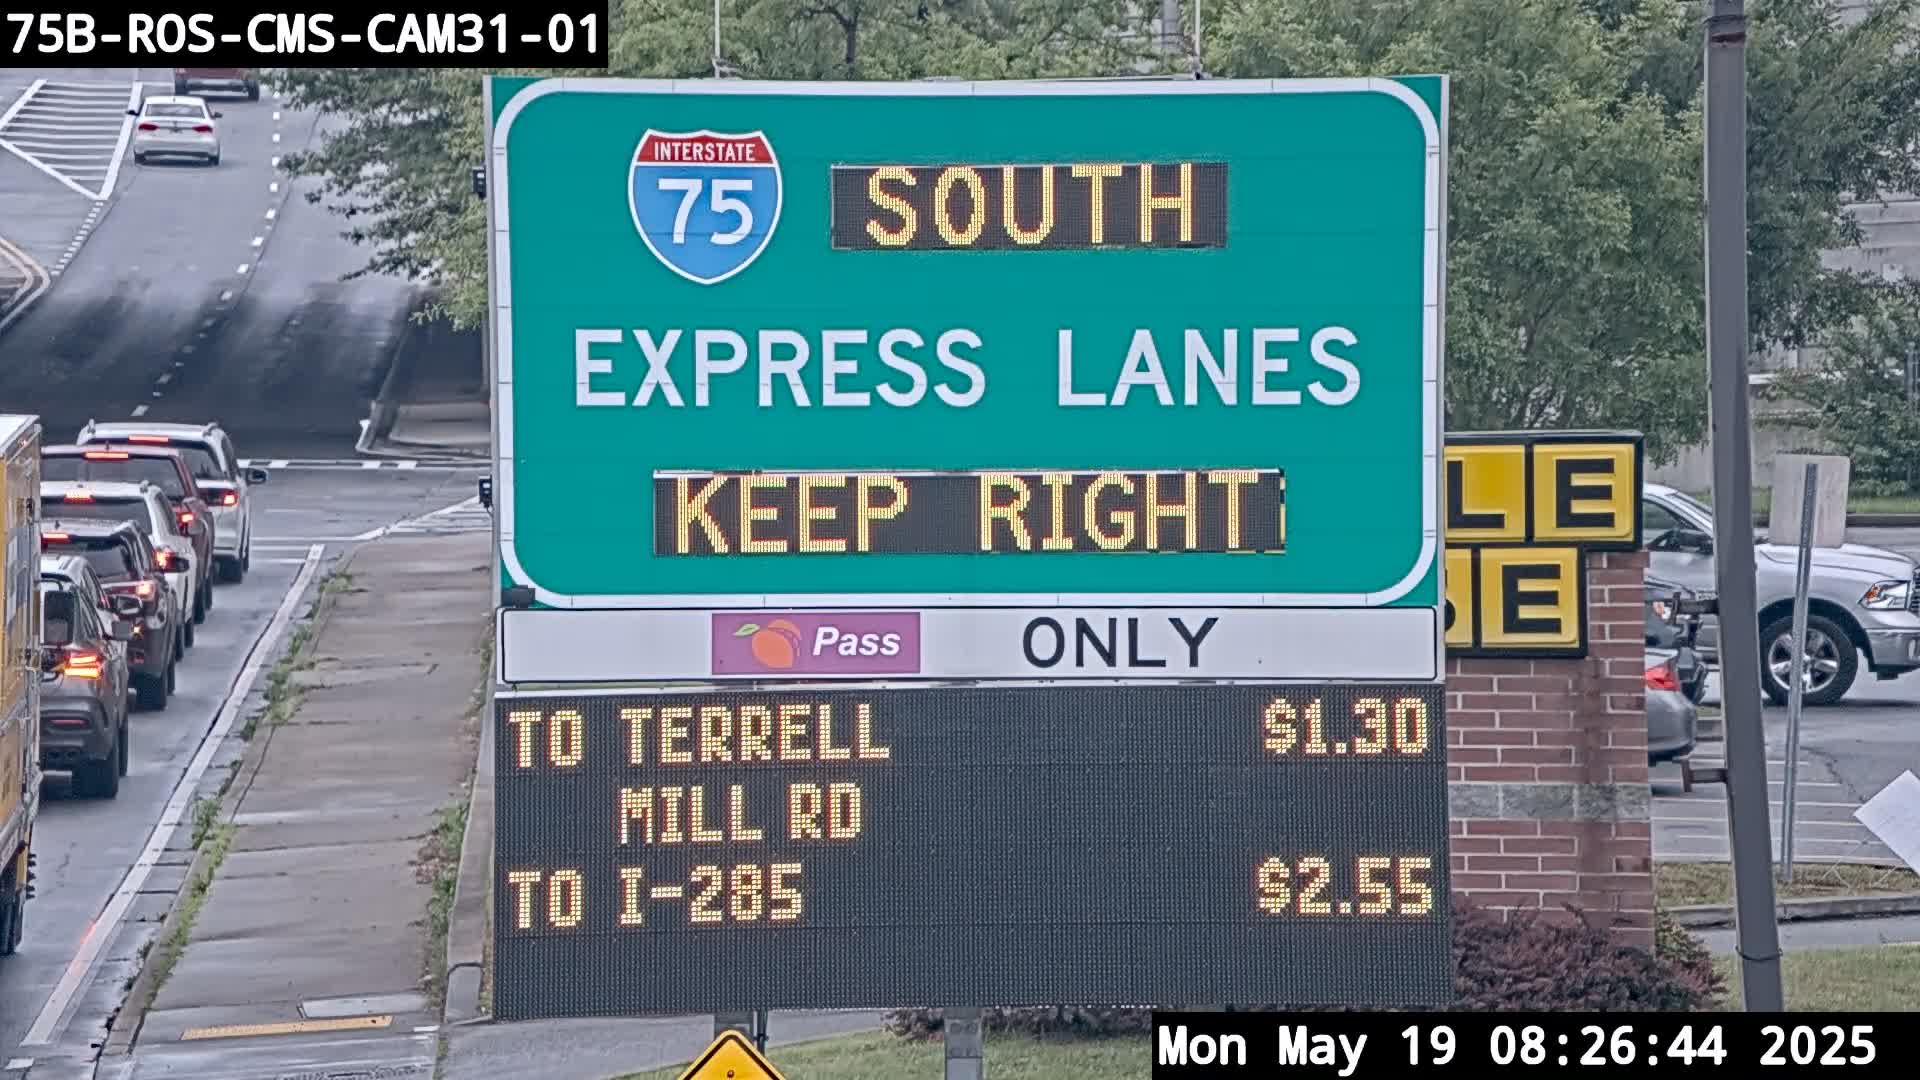 75B-ROS-CMS-CAM31-01
INTERSTATE
75
SOUTH
EXPRESS LANES
KEEP RIGHT
Pass ONLY
TO TERRELL $1.30
MILL RD
TO I-285 $2.55
LE
E
Mon May 19 08:26:44 2025